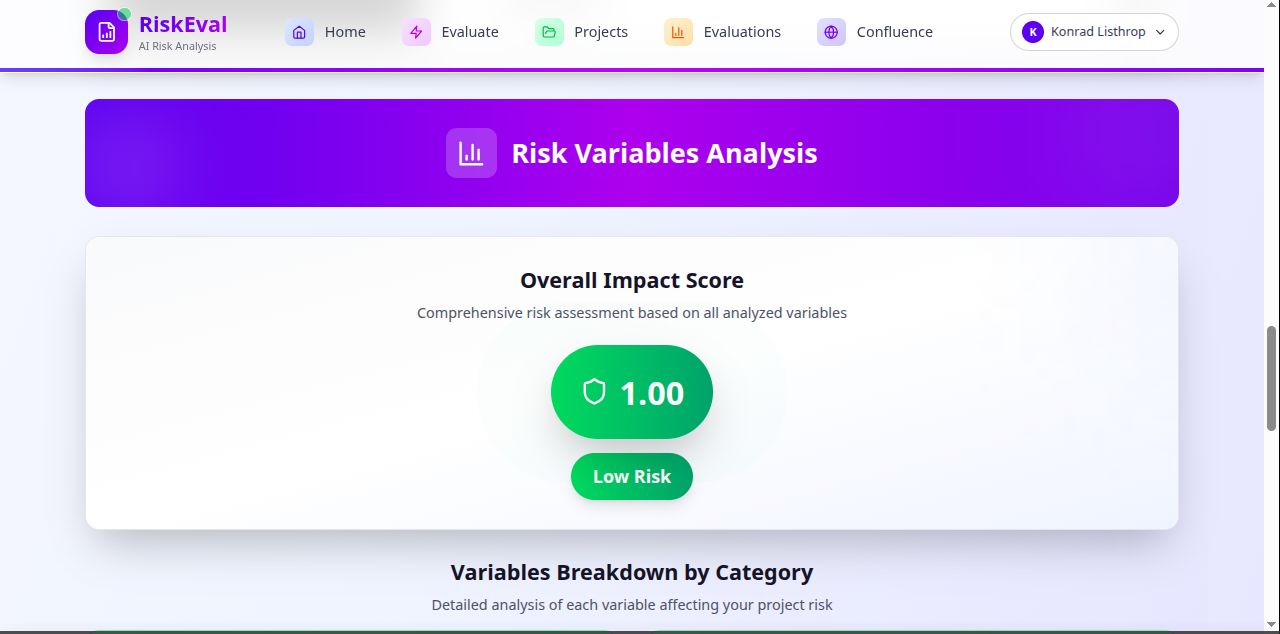 RiskEval
AI Risk Analysis
Home
Evaluate
Projects
Evaluations
Confluence
K
Konrad Listhrop
Risk Variables Analysis
Overall Impact Score
Comprehensive risk assessment based on all analyzed variables
1.00
Low Risk
Variables Breakdown by Category
Detailed analysis of each variable affecting your project risk